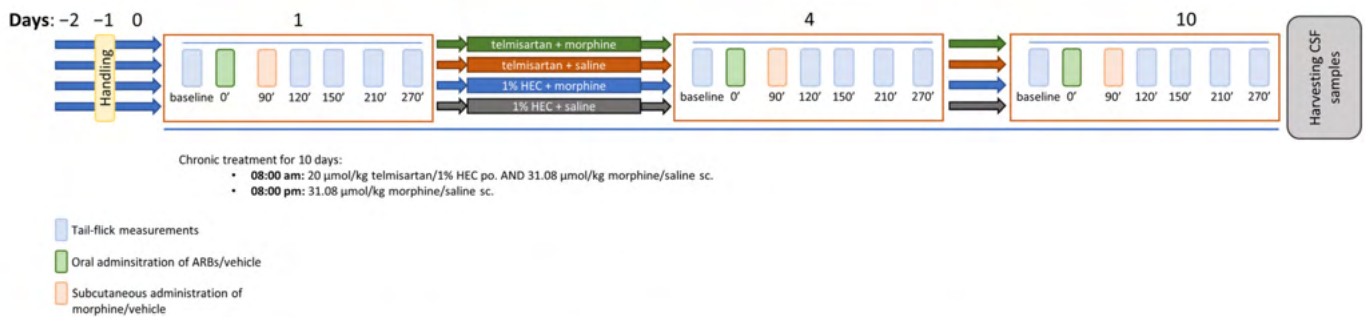 Days: −2 −1 0 1 4 10
Handling
baseline 0’ 90’ 120’ 150’ 210’ 270’
telmisartan + morphine
telmisartan + saline
1% HEC + morphine
1% HEC + saline
baseline 0’ 90’ 120’ 150’ 210’ 270’
baseline 0’ 90’ 120’ 150’ 210’ 270’
Harvesting CSF
samples
Chronic treatment for 10 days:
• 08:00 am: 20 µmol/kg telmisartan/1% HEC po. AND 31.08 µmol/kg morphine/saline sc.
• 08:00 pm: 31.08 µmol/kg morphine/saline sc.
Tail-flick measurements
Oral adminsitration of ARBs/vehicle
Subcutaneous administration of
morphine/vehicle